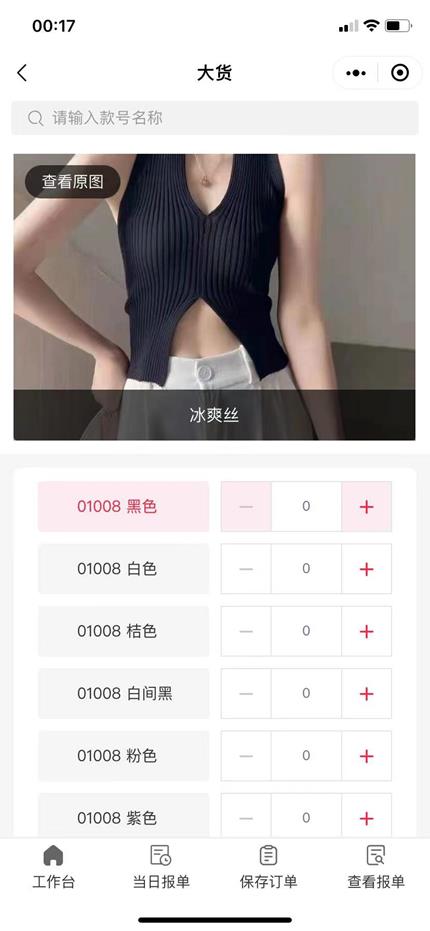 00:17
大货
请输入款号名称
查看原图
冰爽丝
01008 黑色
0
01008 白色
0
01008 桔色
0
01008 白间黑
0
01008 粉色
0
01008 紫色
0
工作台
当日报单
保存订单
查看报单